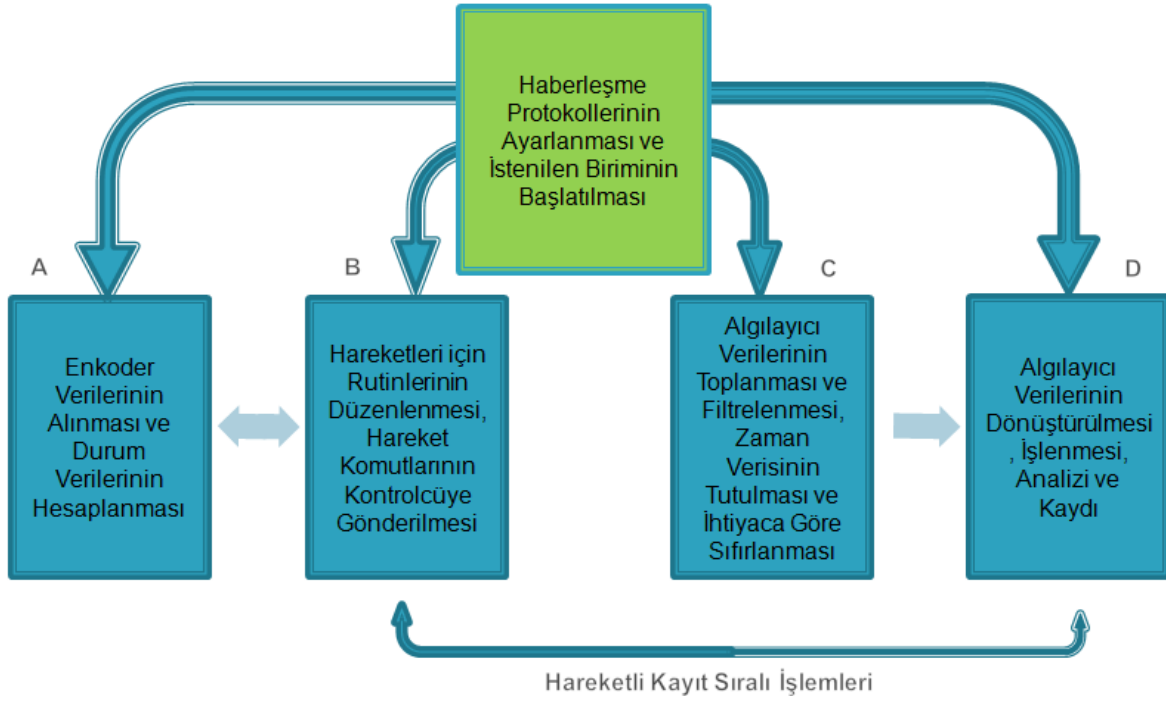 Haberleşme
Protokollerinin
Ayarlanması ve
İstenilen Biriminin
Başlatılması
A
B
C
D
Enkoder
Verilerinin
Alınması ve
Durum
Verilerinin
Hesaplanması
Hareketleri için
Rutinlerinin
Düzenlenmesi,
Hareket
Komutlarının
Kontrolcüye
Gönderilmesi
Algılayıcı
Verilerinin
Toplanması ve
Filtrelenmesi,
Zaman
Verisinin
Tutulması ve
İhtiyaca Göre
Sıfırlanması
Algılayıcı
Verilerinin
Dönüştürülmesi
, İşlenmesi,
Analizi ve
Kaydı
Hareketli Kayıt Sıralı İşlemleri